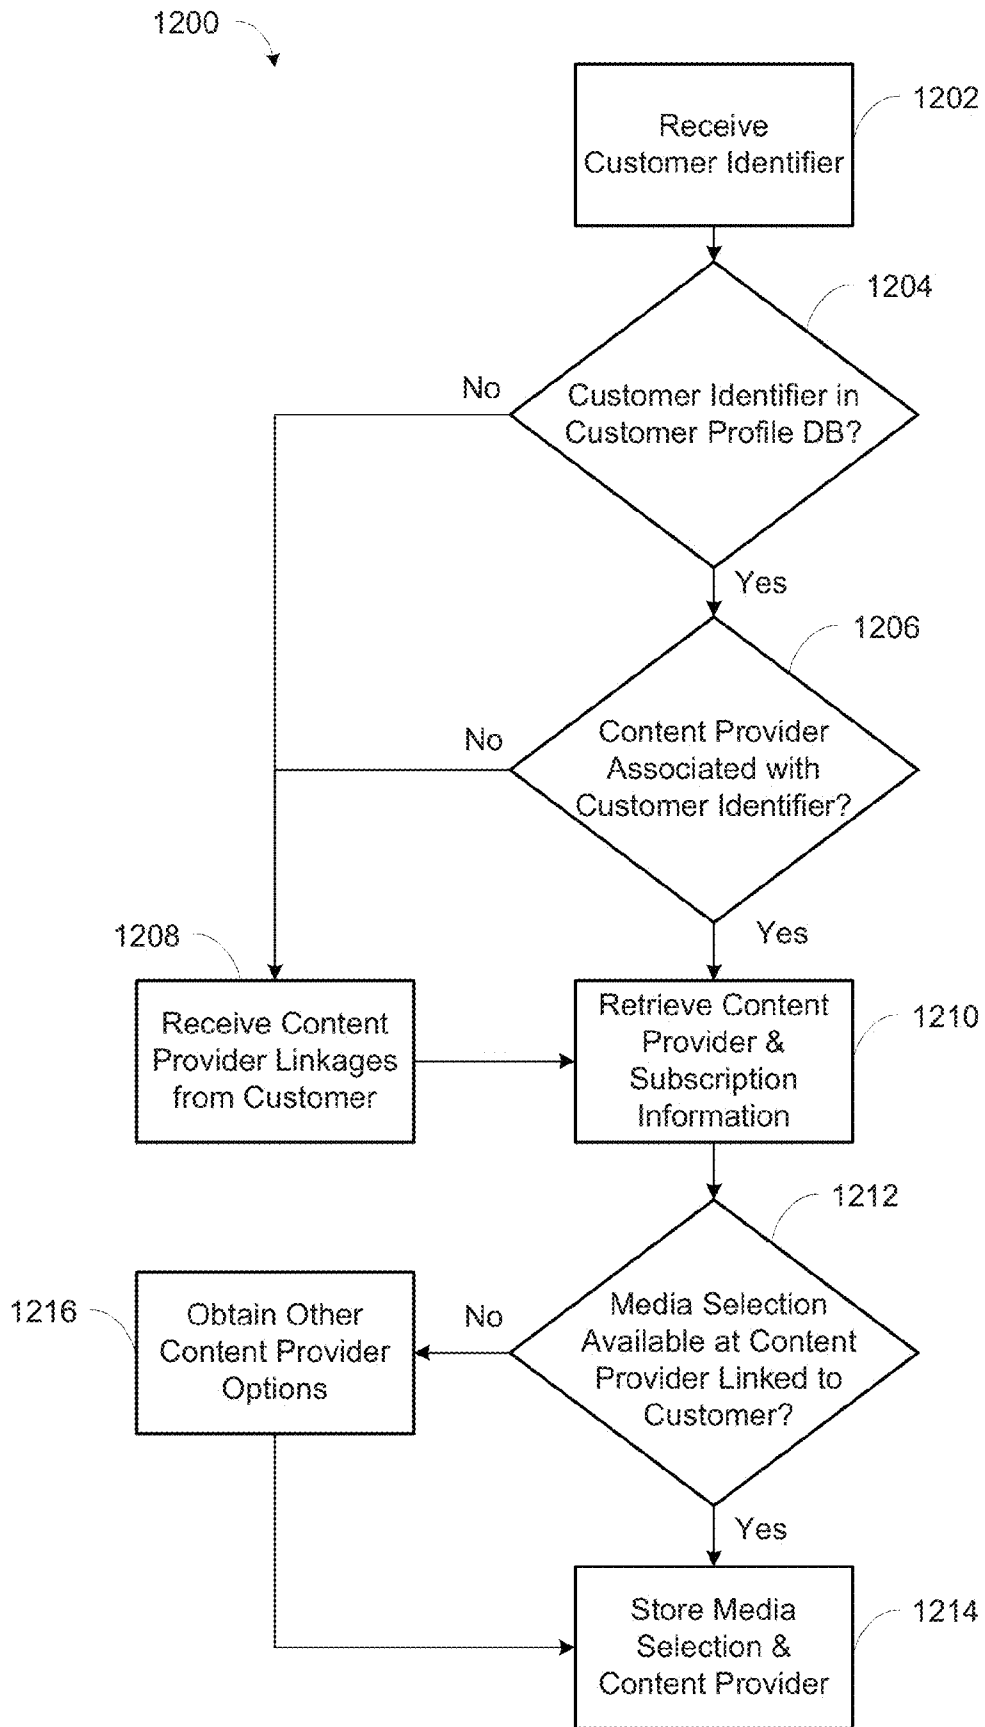 1200
1202
Receive
Customer Identifier
1204
No
Customer Identifier in
Customer Profile DB?
Yes
1206
No
Content Provider
Associated with
Customer Identifier?
Yes
1208
Receive Content
Provider Linkages
from Customer
Retrieve Content
Provider &
Subscription
Information
1210
1212
1216
Obtain Other
Content Provider
Options
No
Media Selection
Available at Content
Provider Linked to
Customer?
Yes
Store Media
Selection &
Content Provider
1214